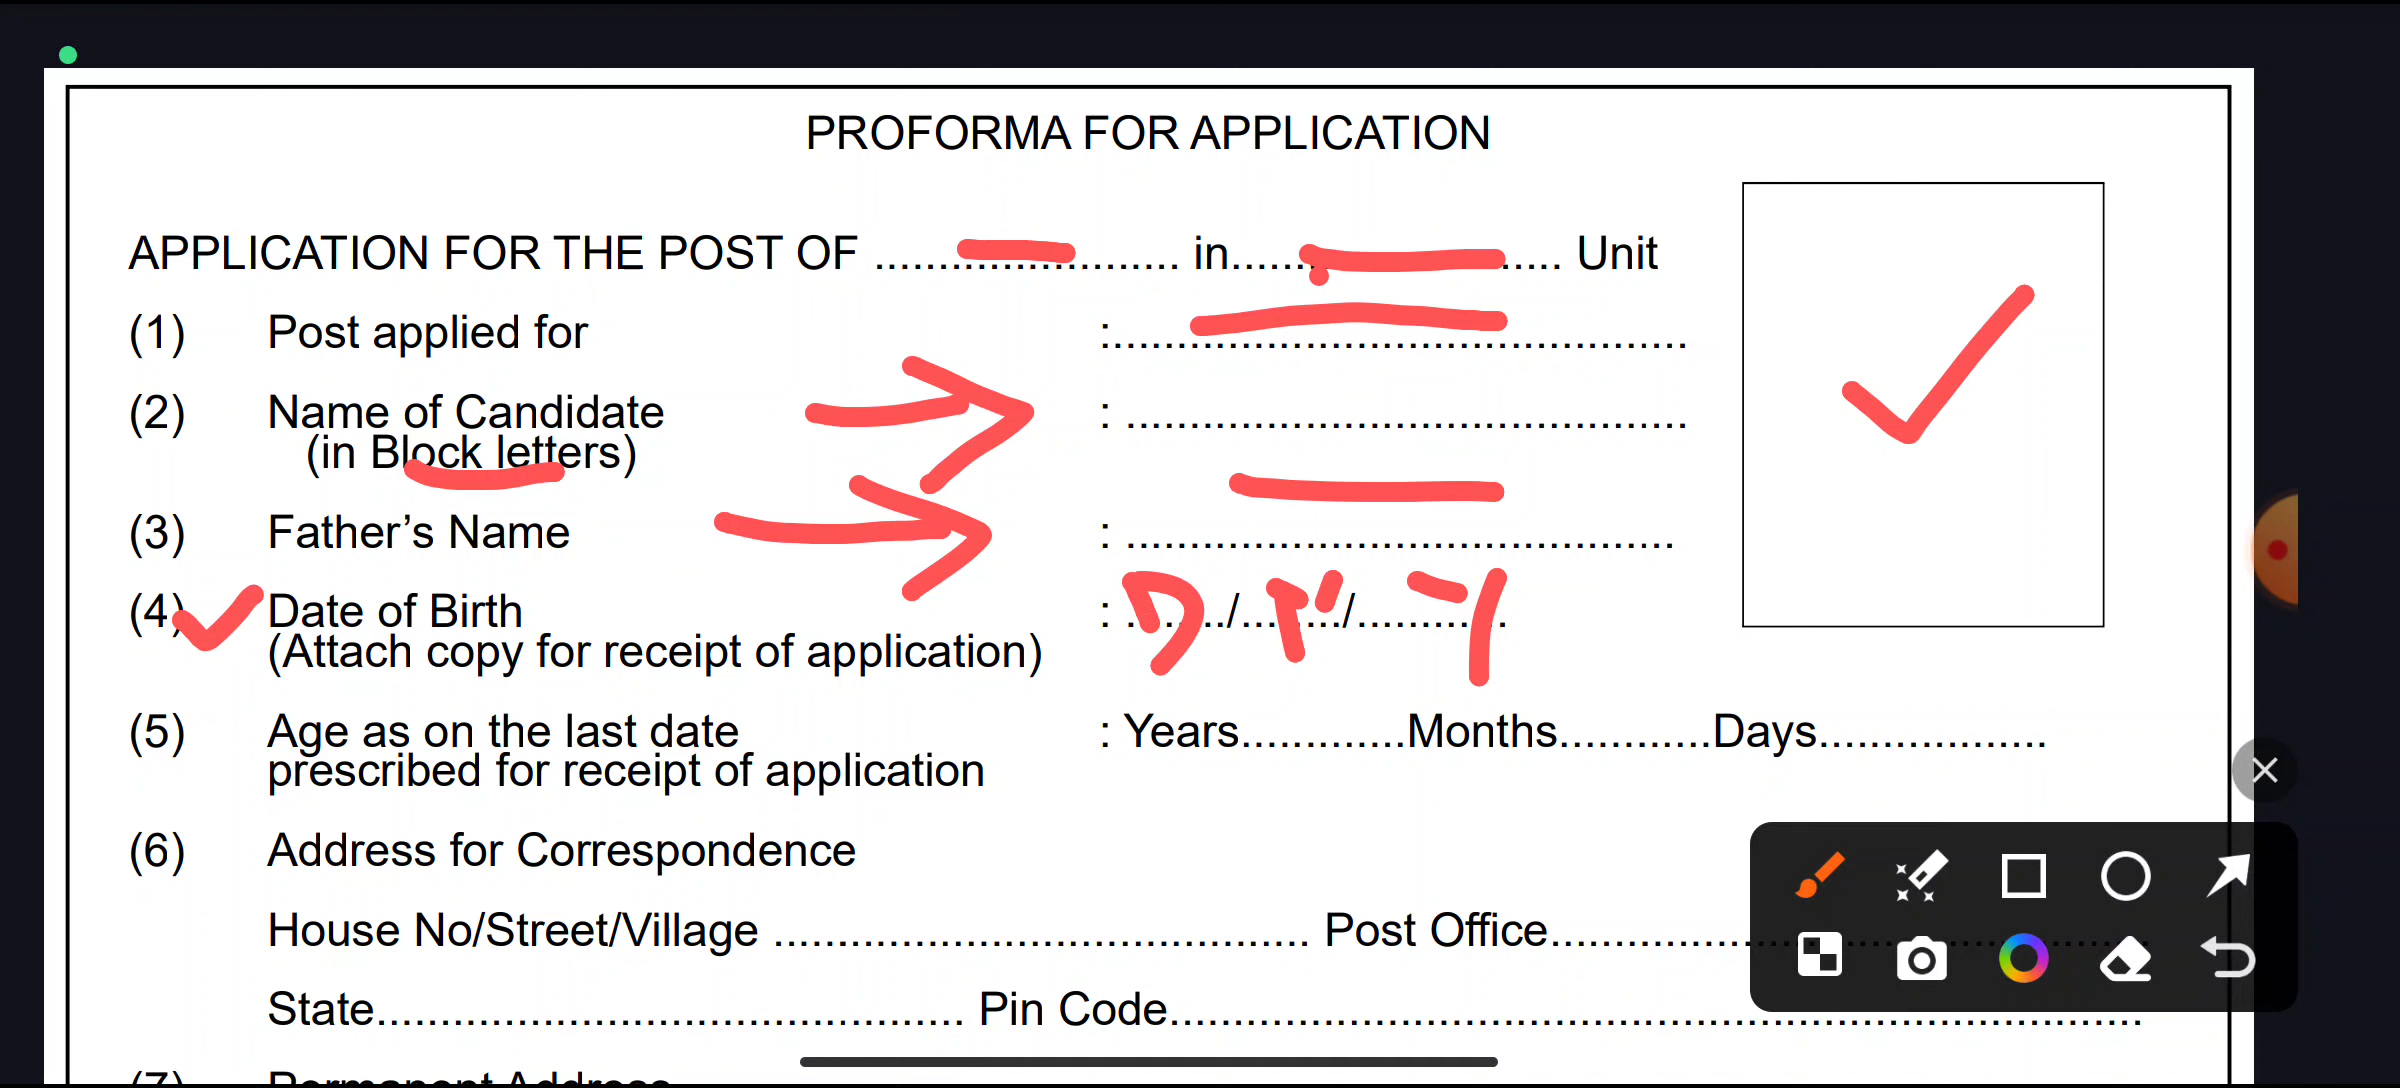 PROFORMA FOR APPLICATION
APPLICATION FOR THE POST OF ........................ in.......................... Unit
(1) Post applied for :.............................................
(2) Name of Candidate : ............................................
(in Block letters)
(3) Father’s Name : ...........................................
(4) Date of Birth : ......../......../............
D M Y
(Attach copy for receipt of application)
(5) Age as on the last date : Years.............Months............Days..................
prescribed for receipt of application
(6) Address for Correspondence
House No/Street/Village .......................................... Post Office...............
State.............................................. Pin Code............................................................................
(7) Permanent Address